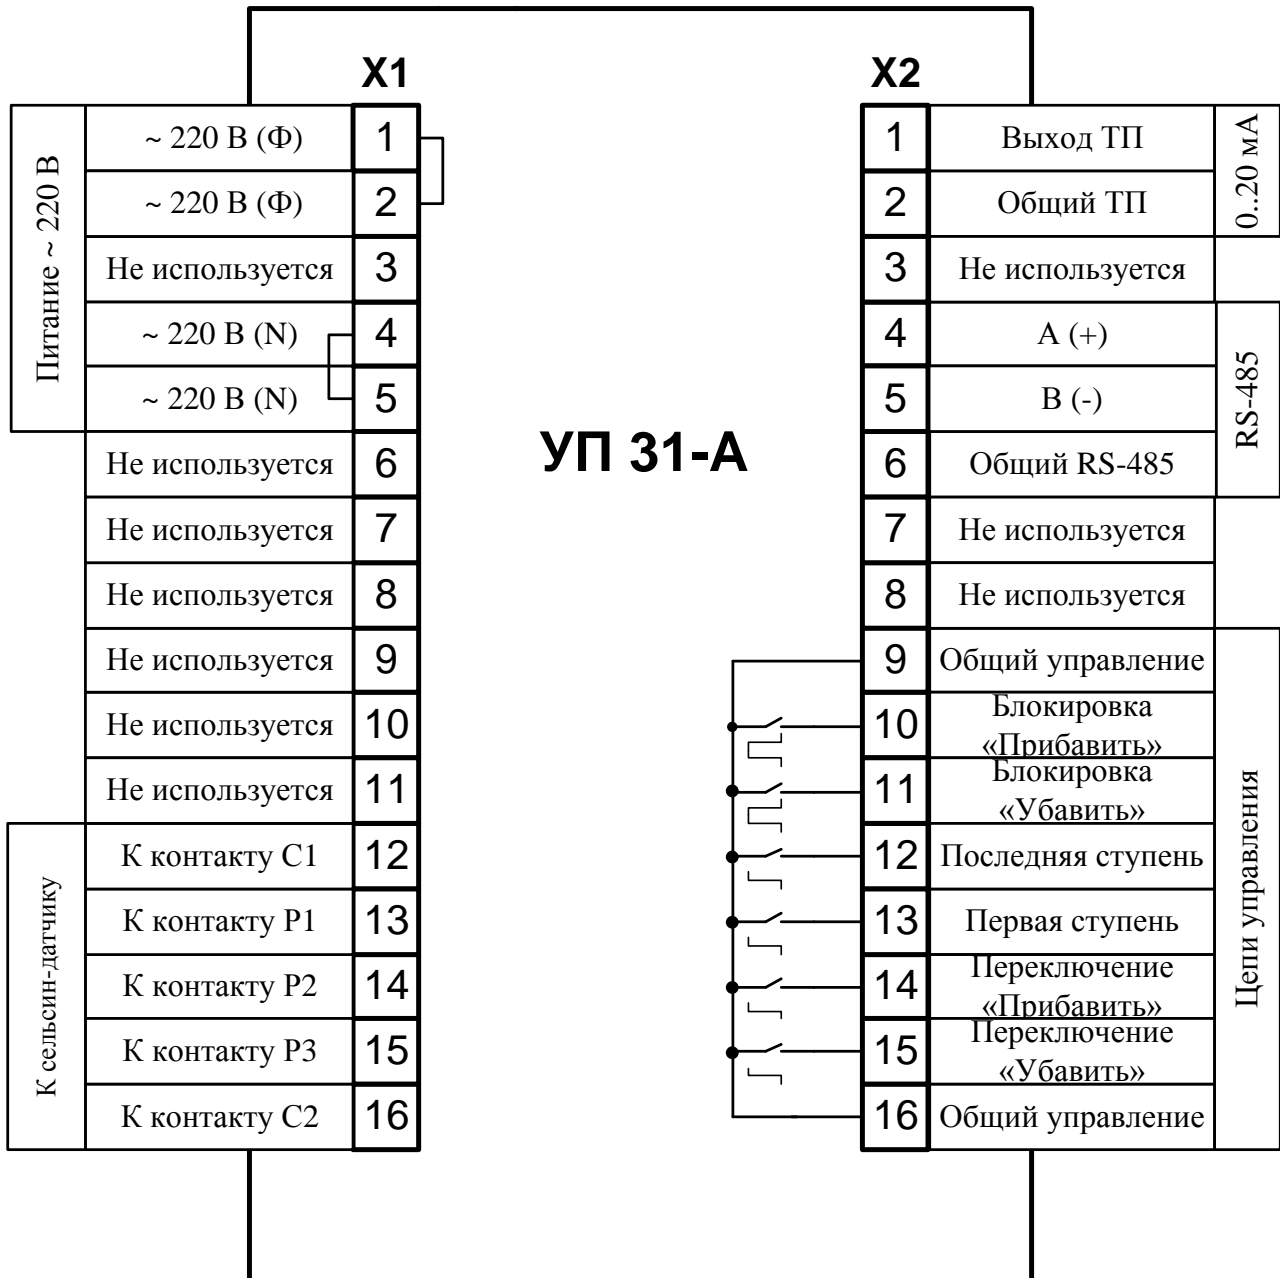 X1
Питание ~ 220 В
~ 220 В (Ф)
1
~ 220 В (Ф)
2
Не используется
3
~ 220 В (N)
4
~ 220 В (N)
5
Не используется
6
Не используется
7
Не используется
8
Не используется
9
Не используется
10
Не используется
11
К сельсин-датчику
К контакту С1
12
К контакту Р1
13
К контакту Р2
14
К контакту Р3
15
К контакту С2
16
УП 31-А
X2
1
Выход ТП
2
Общий ТП
0..20 мА
3
Не используется
4
А (+)
5
В (-)
6
Общий RS-485
RS-485
7
Не используется
8
Не используется
9
Общий управление
10
Блокировка
«Прибавить»
11
Блокировка
«Убавить»
12
Последняя ступень
13
Первая ступень
14
Переключение
«Прибавить»
15
Переключение
«Убавить»
16
Общий управление
Цепи управления